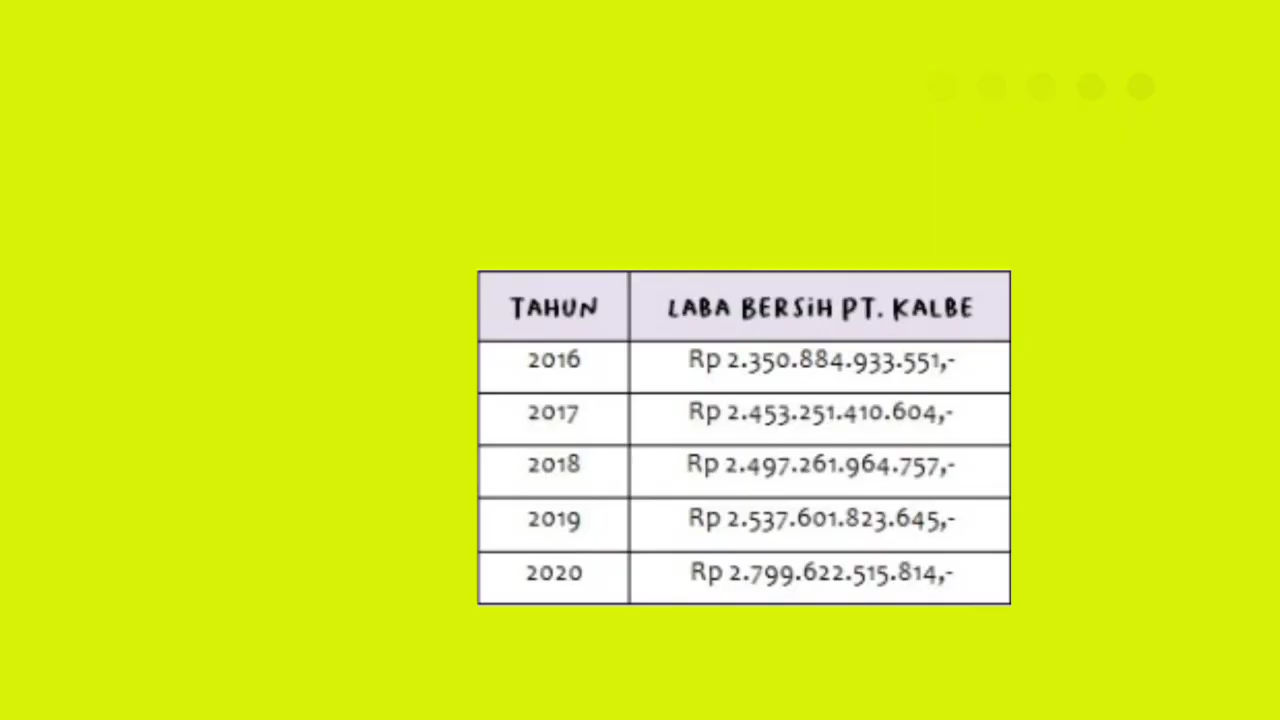 TAHUN LABA BERSIH PT. KALBE
2016 Rp 2.350.884.933.551,-
2017 Rp 2.453.251.410.604,-
2018 Rp 2.497.261.964.757,-
2019 Rp 2.537.601.823.645,-
2020 Rp 2.799.622.515.814,-